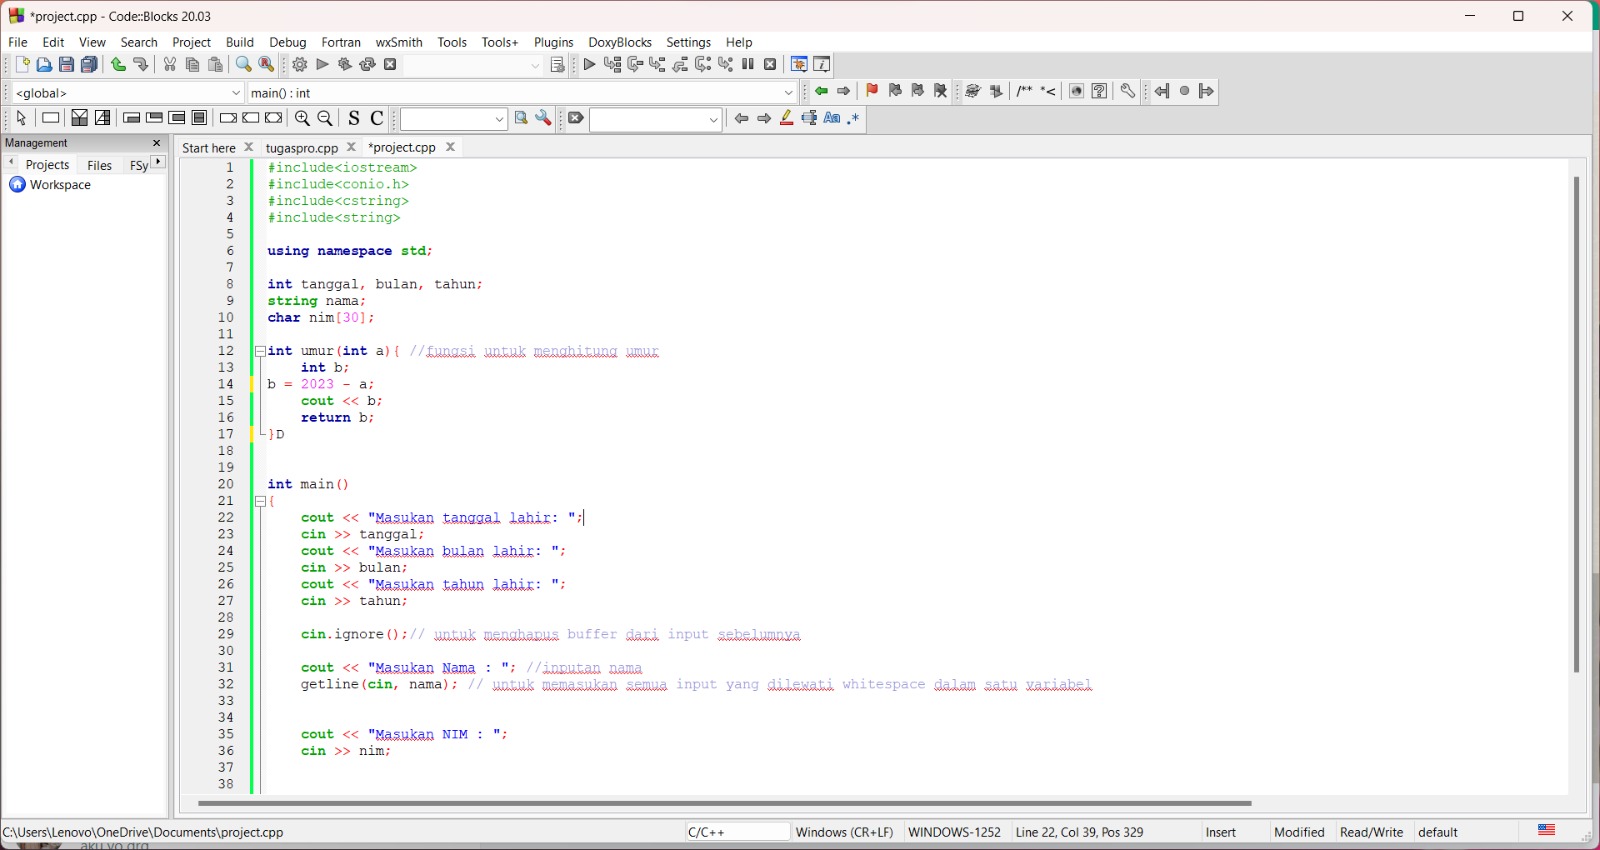 *project.cpp - Code::Blocks 20.03
File Edit View Search Project Build Debug Fortran wxSmith Tools Tools+ Plugins DoxyBlocks Settings Help
<global> main() : int /** *<
S C Aa .*
Management
Start here tugaspro.cpp *project.cpp
Projects Files FSy
Workspace
1 #include<iostream>
2 #include<conio.h>
3 #include<cstring>
4 #include<string>
5
6 using namespace std;
7
8 int tanggal, bulan, tahun;
9 string nama;
10 char nim[30];
11
12 int umur(int a){ //fungsi untuk menghitung umur
13 int b;
14 b = 2023 - a;
15 cout << b;
16 return b;
17 }D
18
19
20 int main()
21 {
22 cout << "Masukan tanggal lahir: ";
23 cin >> tanggal;
24 cout << "Masukan bulan lahir: ";
25 cin >> bulan;
26 cout << "Masukan tahun lahir: ";
27 cin >> tahun;
28
29 cin.ignore();// untuk menghapus buffer dari input sebelumnya
30
31 cout << "Masukan Nama : "; //inputan nama
32 getline(cin, nama); // untuk memasukan semua input yang dilewati whitespace dalam satu variabel
33
34
35 cout << "Masukan NIM : ";
36 cin >> nim;
37
38
C:\Users\Lenovo\OneDrive\Documents\project.cpp C/C++ Windows (CR+LF) WINDOWS-1252 Line 22, Col 39, Pos 329 Insert Modified Read/Write default